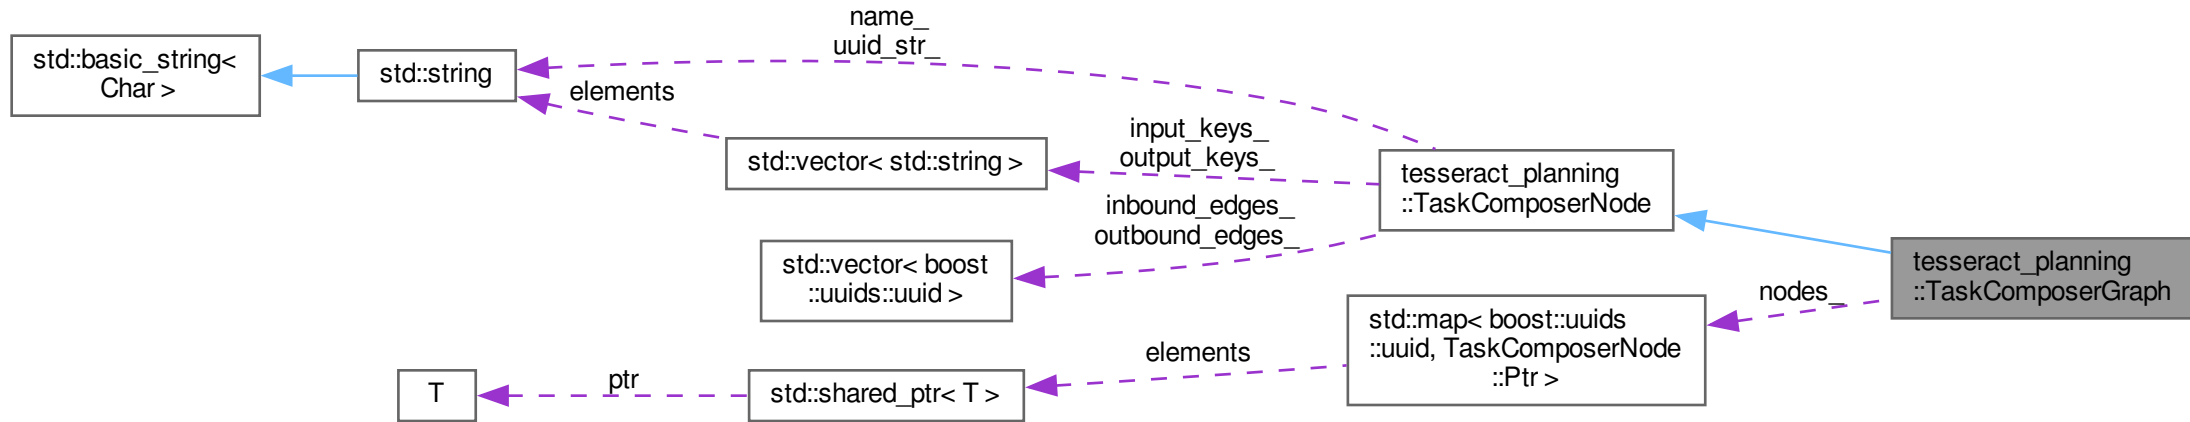 name_
uuid_str_
std::basic_string<
Char >
std::string
elements
std::vector< std::string >
input_keys_
output_keys_
tesseract_planning
::TaskComposerNode
inbound_edges_
outbound_edges_
std::vector< boost
::uuids::uuid >
tesseract_planning
::TaskComposerGraph
nodes_
std::map< boost::uuids
::uuid, TaskComposerNode
::Ptr >
elements
std::shared_ptr< T >
ptr
T